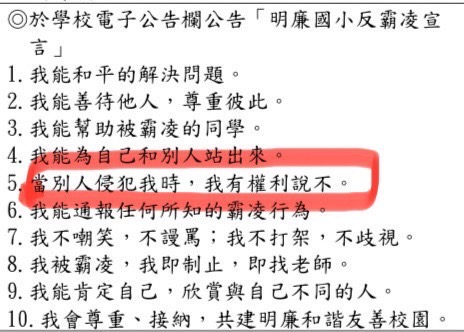 ◎於學校電子公告欄公告「明廉國小反霸凌宣
言」
1.我能和平的解決問題。
2.我能善待他人，尊重彼此。
3.我能幫助被霸凌的同學。
4.我能為自己和別人站出來。
5.當別人侵犯我時，我有權利說不。
6.我能通報任何所知的霸凌行為。
7.我不嘲笑，不謾罵；我不打架，不歧視。
8.我被霸凌，我即制止，即找老師。
9.我能肯定自己，欣賞與自己不同的人。
10.我會尊重、接納，共建明廉和諧友善校園。